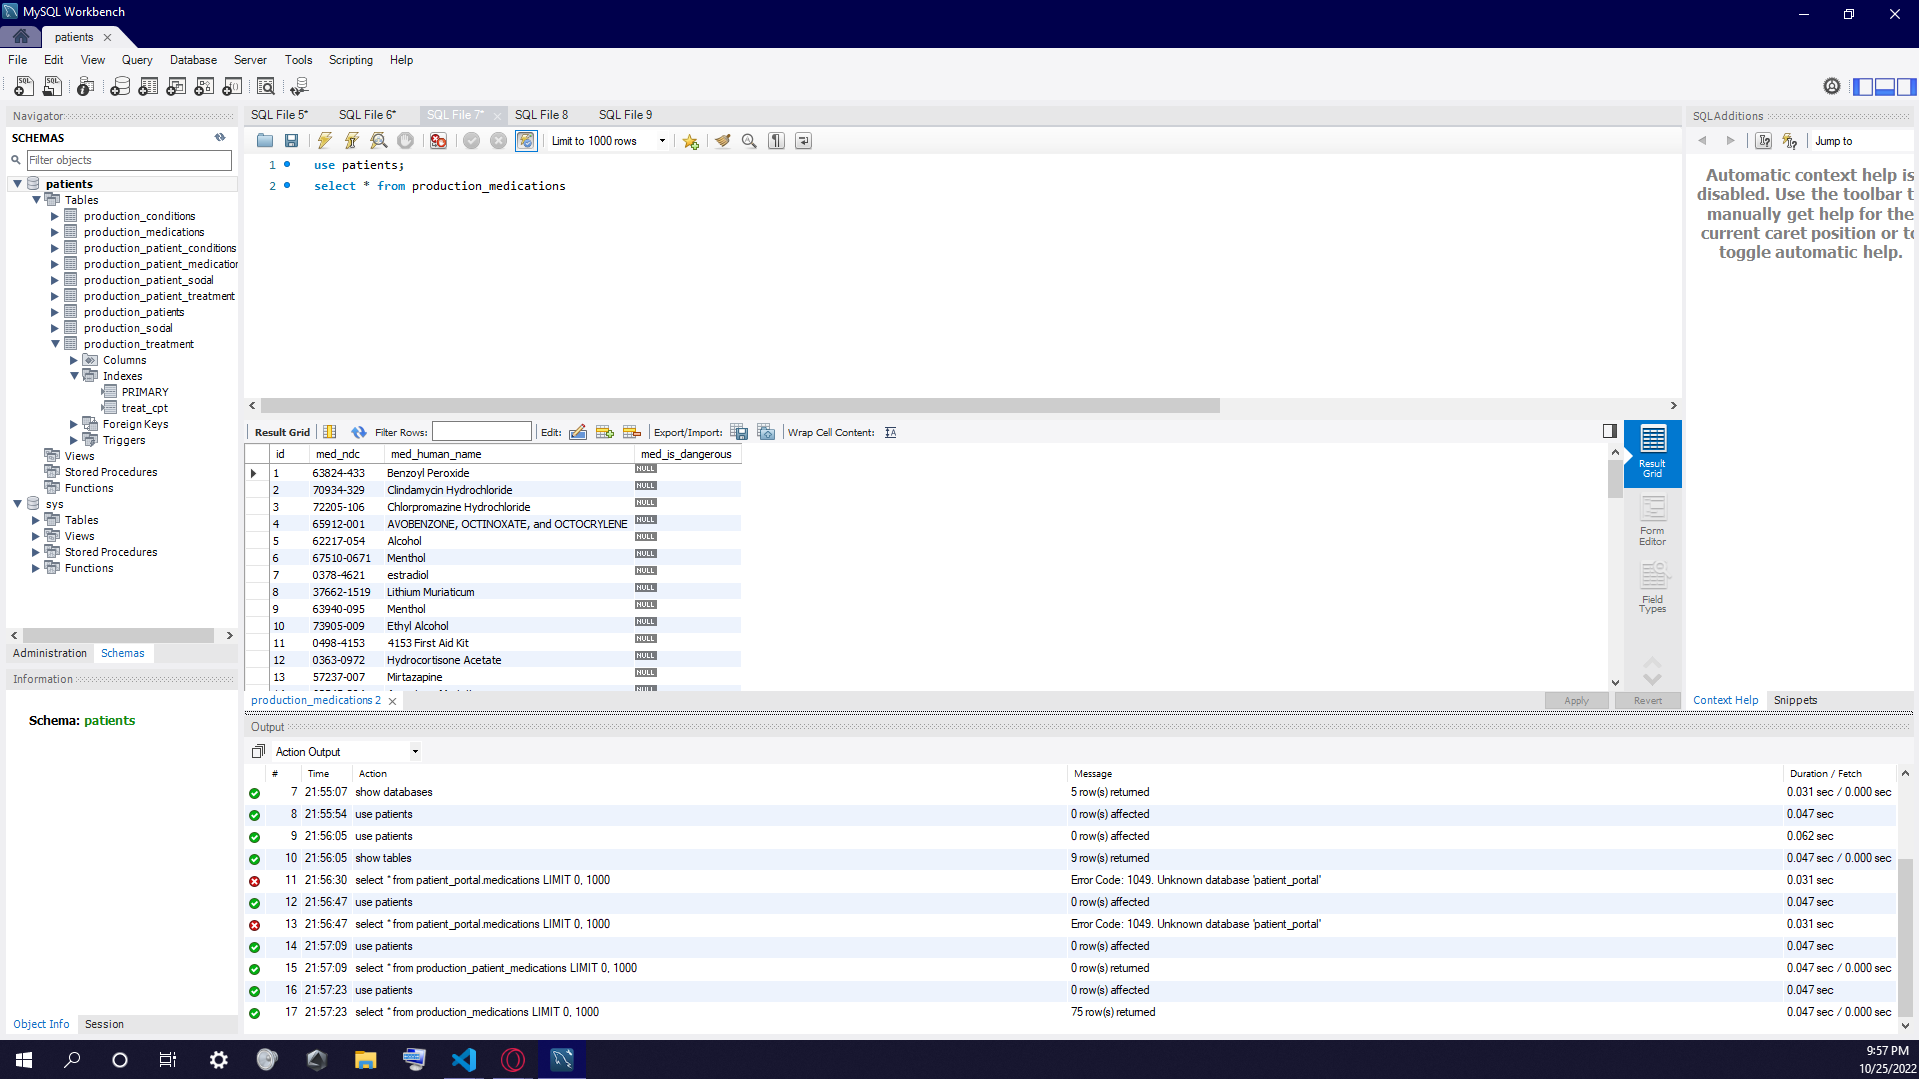 MySQL Workbench
patients
File Edit View Query Database Server Tools Scripting Help
Navigator
SCHEMAS
Filter objects
patients
Tables
production_conditions
production_medications
production_patient_conditions
production_patient_medication
production_patient_social
production_patient_treatment
production_patients
production_social
production_treatment
Columns
Indexes
PRIMARY
treat_cpt
Foreign Keys
Triggers
Views
Stored Procedures
Functions
sys
Tables
Views
Stored Procedures
Functions
Administration Schemas
Information
Schema: patients
Object Info Session
SQL File 5* SQL File 6* SQL File 7* SQL File 8 SQL File 9
Limit to 1000 rows
1 use patients;
2 select * from production_medications
Result Grid Filter Rows: Edit: Export/Import: Wrap Cell Content:
id med_ndc med_human_name med_is_dangerous
1 63824-433 Benzoyl Peroxide NULL
2 70934-329 Clindamycin Hydrochloride NULL
3 72205-106 Chlorpromazine Hydrochloride NULL
4 65912-001 AVOBENZONE, OCTINOXATE, and OCTOCRYLENE NULL
5 62217-054 Alcohol NULL
6 67510-0671 Menthol NULL
7 0378-4621 estradiol NULL
8 37662-1519 Lithium Muriaticum NULL
9 63940-095 Menthol NULL
10 73905-009 Ethyl Alcohol NULL
11 0498-4153 4153 First Aid Kit NULL
12 0363-0972 Hydrocortisone Acetate NULL
13 57237-007 Mirtazapine NULL
NULL
Result Grid
Form Editor
Field Types
production_medications 2
Apply Revert
SQLAdditions
Jump to
Automatic context help is
disabled. Use the toolbar t
manually get help for the
current caret position or to
toggle automatic help.
Context Help Snippets
Output
Action Output
# Time Action Message Duration / Fetch
7 21:55:07 show databases 5 row(s) returned 0.031 sec / 0.000 sec
8 21:55:54 use patients 0 row(s) affected 0.047 sec
9 21:56:05 use patients 0 row(s) affected 0.062 sec
10 21:56:05 show tables 9 row(s) returned 0.047 sec / 0.000 sec
11 21:56:30 select * from patient_portal.medications LIMIT 0, 1000 Error Code: 1049. Unknown database 'patient_portal' 0.031 sec
12 21:56:47 use patients 0 row(s) affected 0.047 sec
13 21:56:47 select * from patient_portal.medications LIMIT 0, 1000 Error Code: 1049. Unknown database 'patient_portal' 0.031 sec
14 21:57:09 use patients 0 row(s) affected 0.047 sec
15 21:57:09 select * from production_patient_medications LIMIT 0, 1000 0 row(s) returned 0.047 sec / 0.000 sec
16 21:57:23 use patients 0 row(s) affected 0.047 sec
17 21:57:23 select * from production_medications LIMIT 0, 1000 75 row(s) returned 0.047 sec / 0.000 sec
9:57 PM
10/25/2022